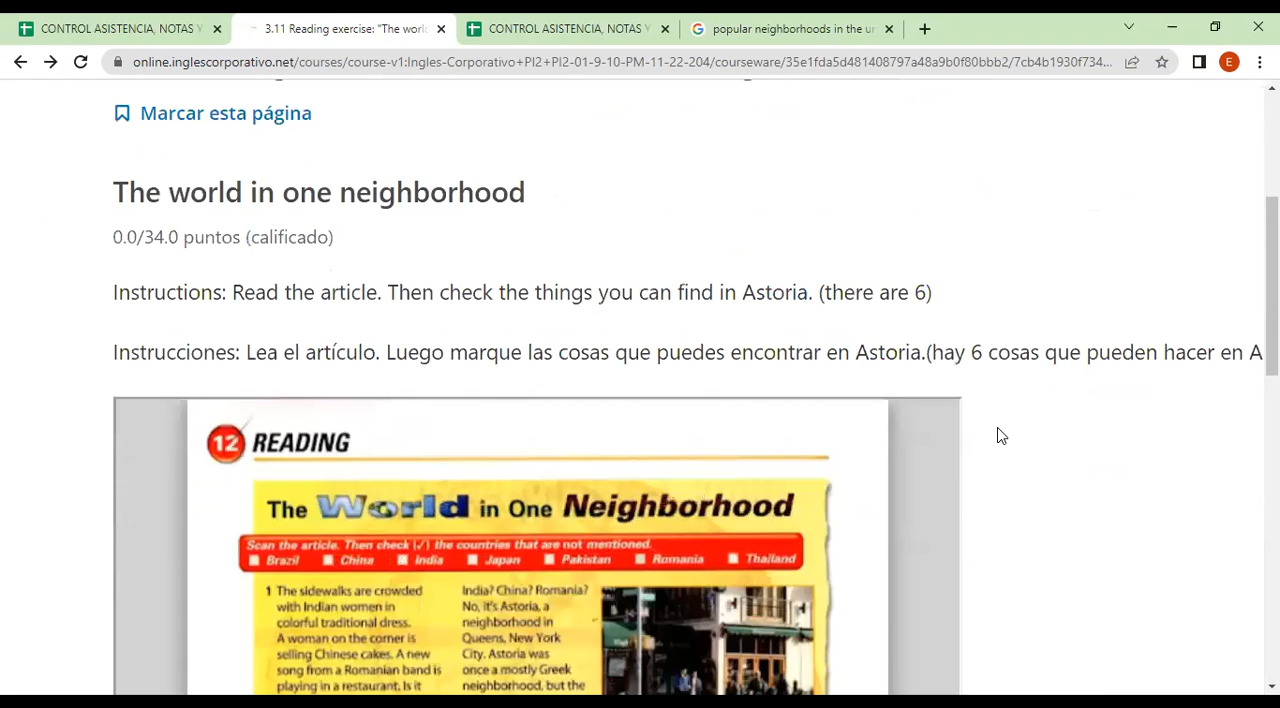 CONTROL ASISTENCIA, NOTAS Y
3.11 Reading exercise: "The worl
CONTROL ASISTENCIA, NOTAS Y
popular neighborhoods in the ur
online.inglescorporativo.net/courses/course-v1:Ingles-Corporativo+PI2+PI2-01-9-10-PM-11-22-204/courseware/35e1fda5d481408797a48a9b0f80bbb2/7cb4b1930f734...
E
Marcar esta página
The world in one neighborhood
0.0/34.0 puntos (calificado)
Instructions: Read the article. Then check the things you can find in Astoria. (there are 6)
Instrucciones: Lea el artículo. Luego marque las cosas que puedes encontrar en Astoria.(hay 6 cosas que pueden hacer en A
12 READING
The World in One Neighborhood
Scan the article. Then check (✓) the countries that are not mentioned.
Brazil China India Japan Pakistan Romania Thailand
1 The sidewalks are crowded
with Indian women in
colorful traditional dress.
A woman on the corner is
selling Chinese cakes. A new
song from a Romanian band is
playing in a restaurant. Is it
India? China? Romania?
No, it's Astoria, a
neighborhood in
Queens, New York
City. Astoria was
once a mostly Greek
neighborhood, but the